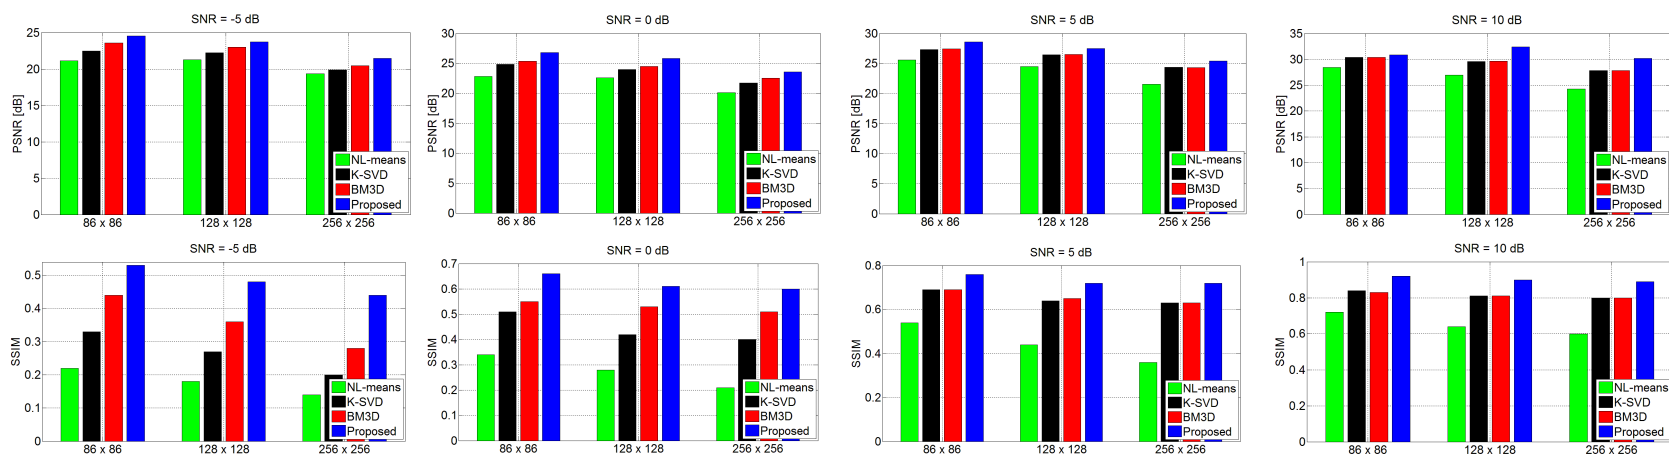 SNR = -5 dB
PSNR [dB]
25
20
15
10
5
0
86 x 86
128 x 128
256 x 256
NL-means
K-SVD
BM3D
Proposed
SNR = 0 dB
PSNR [dB]
30
25
20
15
10
5
0
86 x 86
128 x 128
256 x 256
NL-means
K-SVD
BM3D
Proposed
SNR = 5 dB
PSNR [dB]
30
25
20
15
10
5
0
86 x 86
128 x 128
256 x 256
NL-means
K-SVD
BM3D
Proposed
SNR = 10 dB
PSNR [dB]
35
30
25
20
15
10
5
0
86 x 86
128 x 128
256 x 256
NL-means
K-SVD
BM3D
Proposed
SNR = -5 dB
SSIM
0.5
0.4
0.3
0.2
0.1
0
86 x 86
128 x 128
256 x 256
NL-means
K-SVD
BM3D
Proposed
SNR = 0 dB
SSIM
0.7
0.6
0.5
0.4
0.3
0.2
0.1
0
86 x 86
128 x 128
256 x 256
NL-means
K-SVD
BM3D
Proposed
SNR = 5 dB
SSIM
0.8
0.6
0.4
0.2
0
86 x 86
128 x 128
256 x 256
NL-means
K-SVD
BM3D
Proposed
SNR = 10 dB
SSIM
1
0.8
0.6
0.4
0.2
0
86 x 86
128 x 128
256 x 256
NL-means
K-SVD
BM3D
Proposed